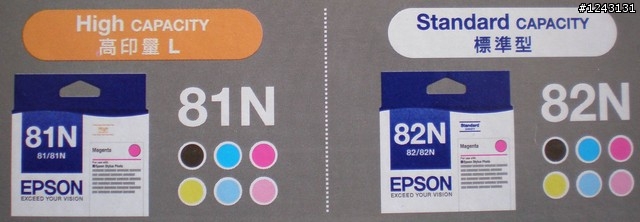 #1243131
High CAPACITY
高印量 L
81N
81N
81/81N
Magenta
EPSON
EXCEED YOUR VISION
Standard CAPACITY
標準型
82N
82N
Standard
82/82N
Magenta
EPSON
EXCEED YOUR VISION